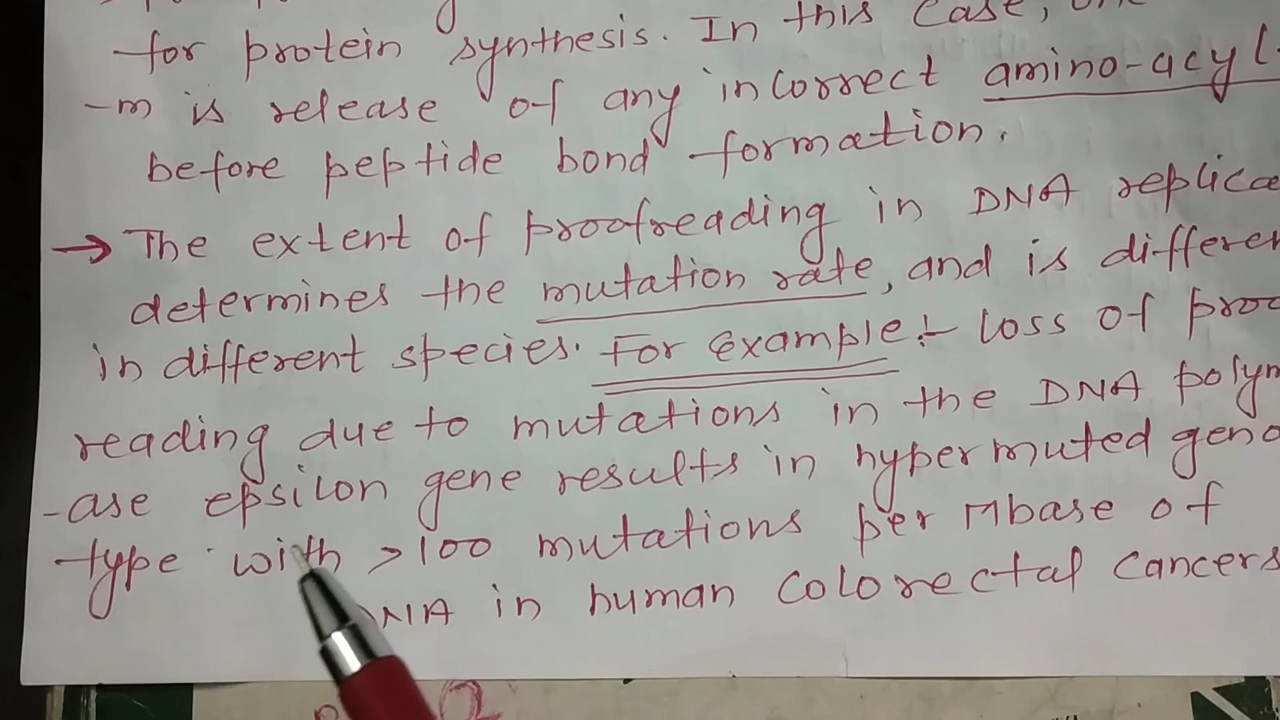 for protein synthesis. In this case,
-m is release of any incorrect amino-acyl
before peptide bond formation.
→ The extent of proofreading in DNA replica
determines the mutation rate, and is differen
in different species. For example:- loss of proo
reading due to mutations in the DNA polym
-ase epsilon gene results in hypermuted geno
-type with >100 mutations per Mbase of
DNA in human colorectal cancers